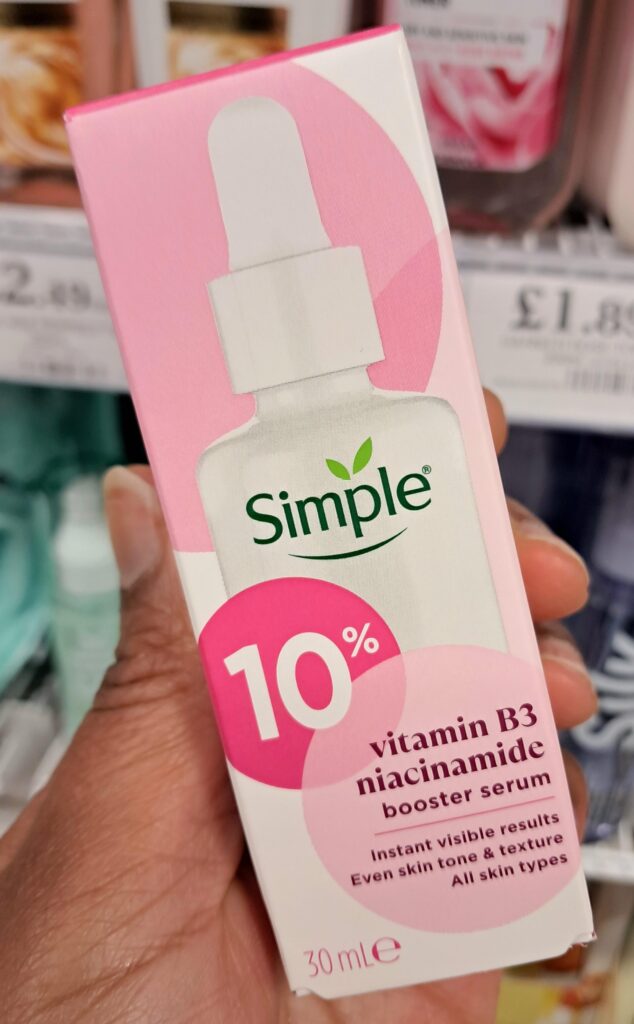 £1.89
Simple®
10%
vitamin B3
niacinamide
booster serum
Instant visible results
Even skin tone & texture
All skin types
30 mL℮